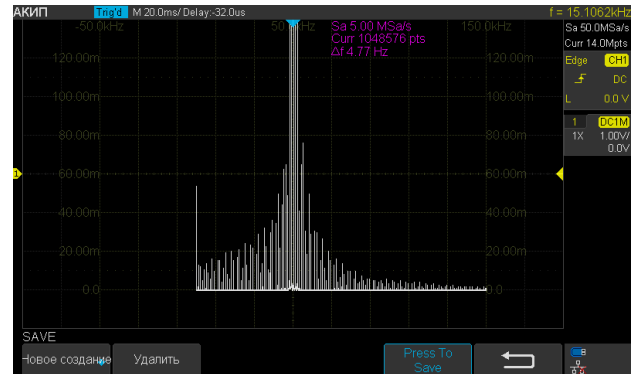 АКИП Trig'd M 20.0ms/ Delay:-32.0us f = 15.1062kHz
-50.0kHz 50.0kHz 150.0kHz
Sa 5.00 MSa/s
Curr 1048576 pts
Δf 4.77 Hz
Sa 50.0MSa/s
Curr 14.0Mpts
Edge CH1
DC
L 0.0 V
1 DC1M
1X 1.00V/
0.0V
120.00m 120.00m
100.00m 100.00m
80.00m 80.00m
1 60.00m 60.00m
40.00m 40.00m
20.00m 20.00m
0.0 0.0
SAVE
Новое создание Удалить Press To
Save